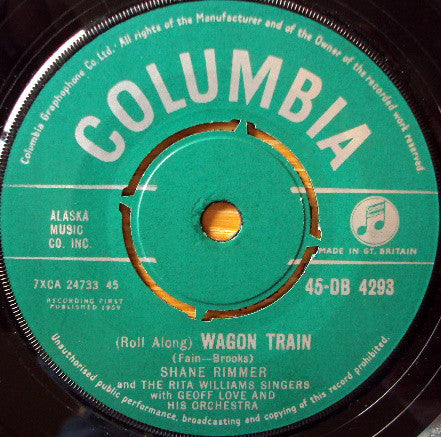 Columbia Graphophone Co. Ltd. All rights of the Manufacturer and of the Owner of the recorded work reserved.
COLUMBIA
ALASKA
MUSIC
CO. INC.
MADE IN GT. BRITAIN
7XCA 24733 45
45-DB 4293
RECORDING FIRST
PUBLISHED 1959
(Roll Along) WAGON TRAIN
(Fain—Brooks)
SHANE RIMMER
and THE RITA WILLIAMS SINGERS
with GEOFF LOVE AND
HIS ORCHESTRA
Unauthorised public performance, broadcasting and copying of this record prohibited.